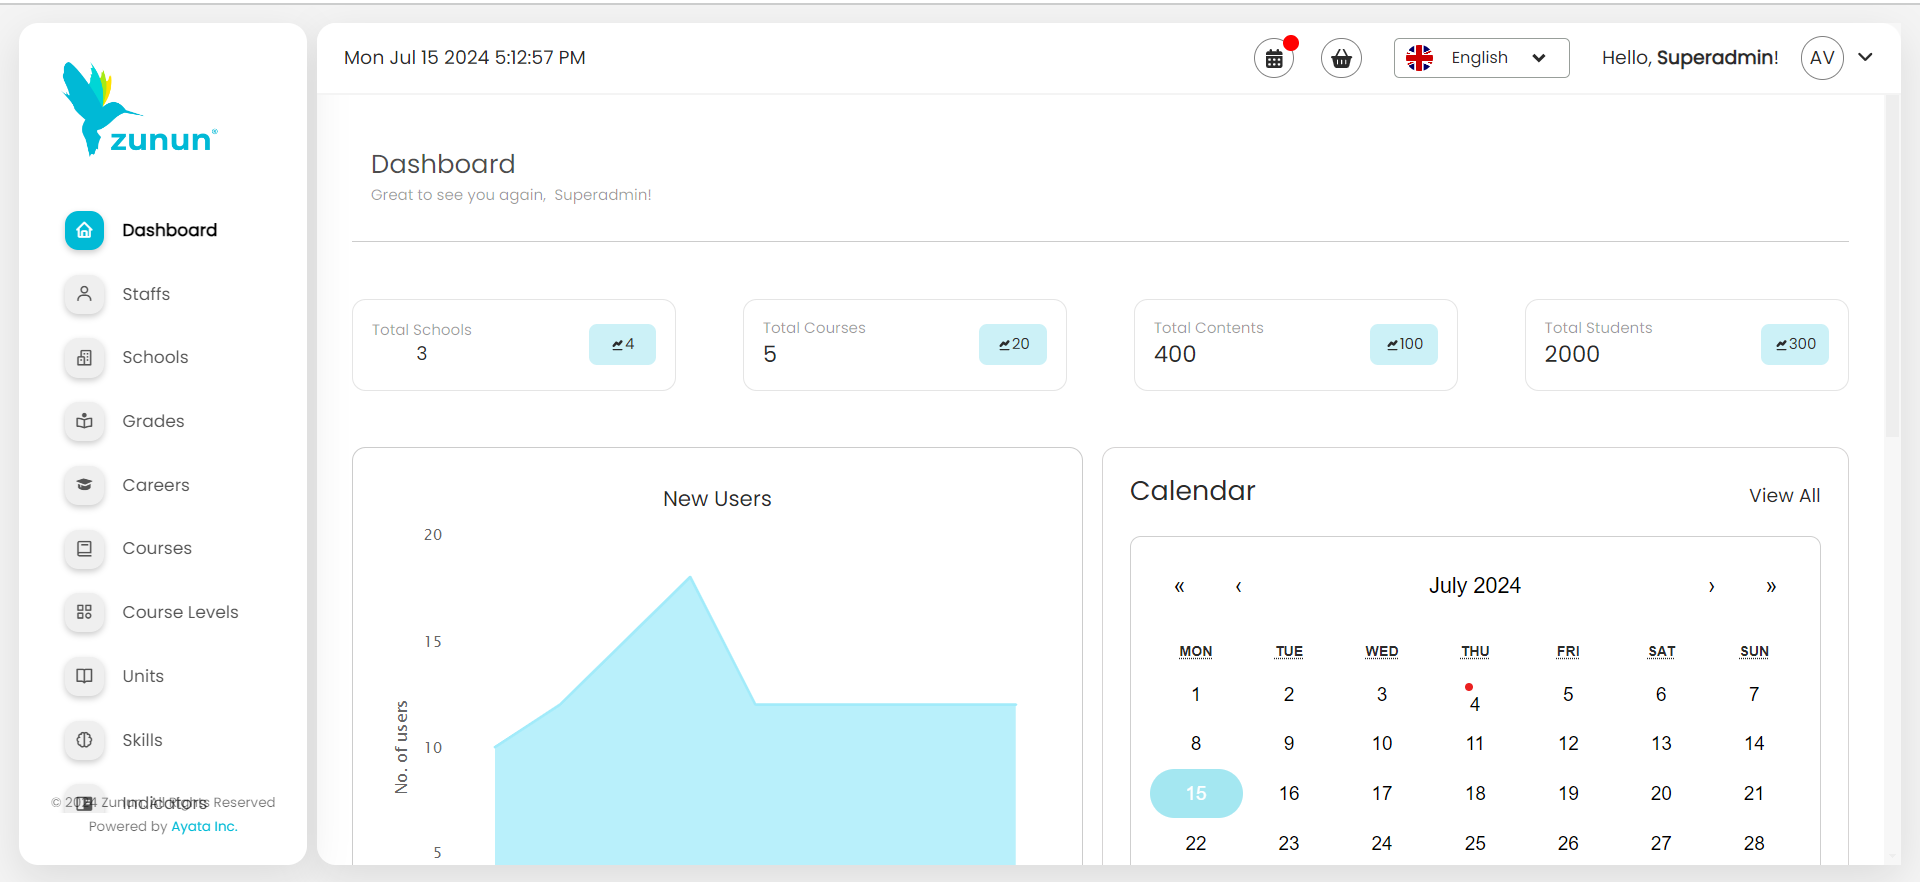 zunun®
Dashboard
Staffs
Schools
Grades
Careers
Courses
Course Levels
Units
Skills
Indicators
© 2024 Zunun. All Rights Reserved
Powered by Ayata Inc.
Mon Jul 15 2024 5:12:57 PM
English
Hello, Superadmin!
AV
Dashboard
Great to see you again, Superadmin!
Total Schools
3
4
Total Courses
5
20
Total Contents
400
100
Total Students
2000
300
New Users
20
15
10
5
No. of users
Calendar
View All
« ‹ July 2024 › »
MON TUE WED THU FRI SAT SUN
1 2 3 4 5 6 7
8 9 10 11 12 13 14
15 16 17 18 19 20 21
22 23 24 25 26 27 28